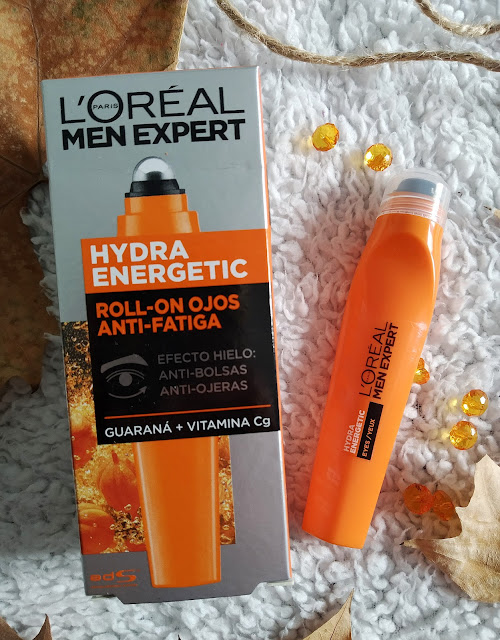 L'ORÉAL
PARIS
MEN EXPERT
HYDRA
ENERGETIC
ROLL-ON OJOS
ANTI-FATIGA
EFECTO HIELO:
ANTI-BOLSAS
ANTI-OJERAS
GUARANÁ + VITAMINA Cg
L'ORÉAL
MEN EXPERT
HYDRA
ENERGETIC
EYES/YEUX